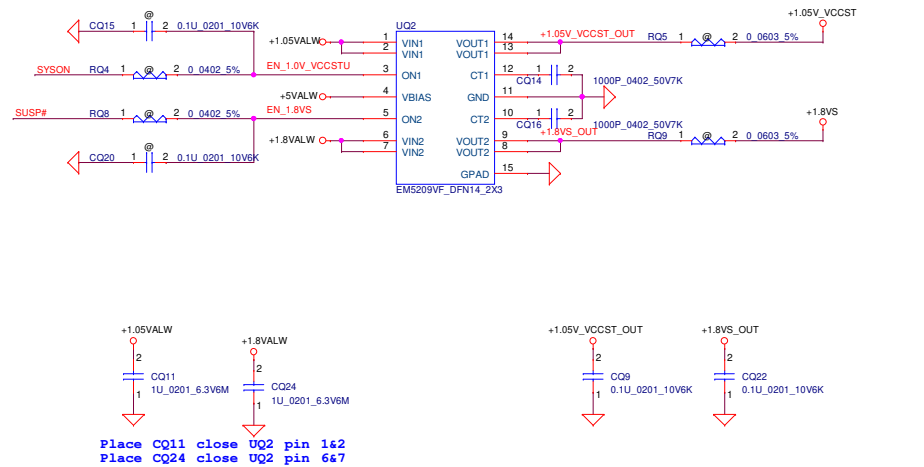 @
CQ15 1 2 0.1U_0201_10V6K
SYSON RQ4 1 2 0_0402_5%
@
SUSP# RQ8 1 2 0_0402_5%
@
CQ20 1 2 0.1U_0201_10V6K
EN_1.0V_VCCSTU
EN_1.8VS
+1.05VALW
+5VALW
+1.8VALW
UQ2
1 VIN1 VOUT1 14
2 VIN1 VOUT1 13
3 ON1 CT1 12
4 VBIAS GND 11
5 ON2 CT2 10
6 VIN2 VOUT2 9
7 VIN2 VOUT2 8
GPAD 15
EM5209VF_DFN14_2X3
+1.05V_VCCST_OUT
RQ5 1 @ 2 0_0603_5%
+1.05V_VCCST
CQ14 1 2
1000P_0402_50V7K
CQ16 1 2
1000P_0402_50V7K
+1.8VS_OUT
RQ9 1 @ 2 0_0603_5%
+1.8VS
+1.05VALW
2
CQ11
1U_0201_6.3V6M
1
+1.8VALW
2
CQ24
1U_0201_6.3V6M
1
+1.05V_VCCST_OUT
2
CQ9
0.1U_0201_10V6K
1
+1.8VS_OUT
2
CQ22
0.1U_0201_10V6K
1
Place CQ11 close UQ2 pin 1&2
Place CQ24 close UQ2 pin 6&7